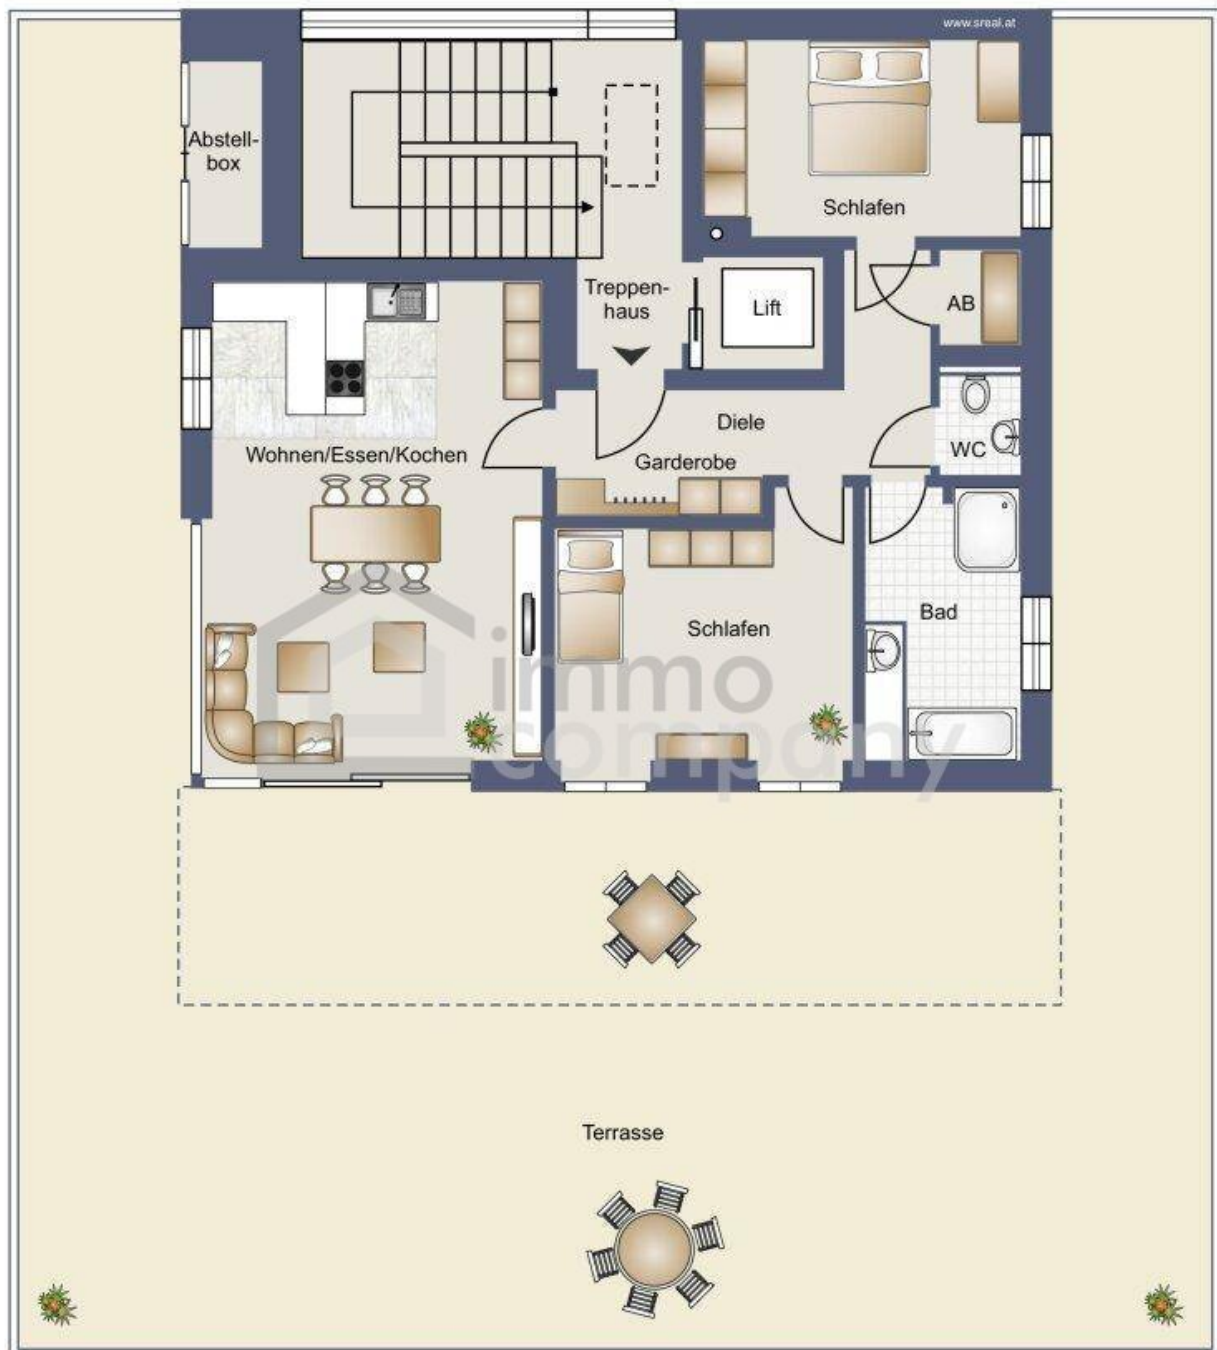 www.sreal.at
Abstell-
box
Schlafen
Treppen-
haus
Lift
AB
Diele
WC
Wohnen/Essen/Kochen
Garderobe
Bad
Schlafen
immo
company
Terrasse